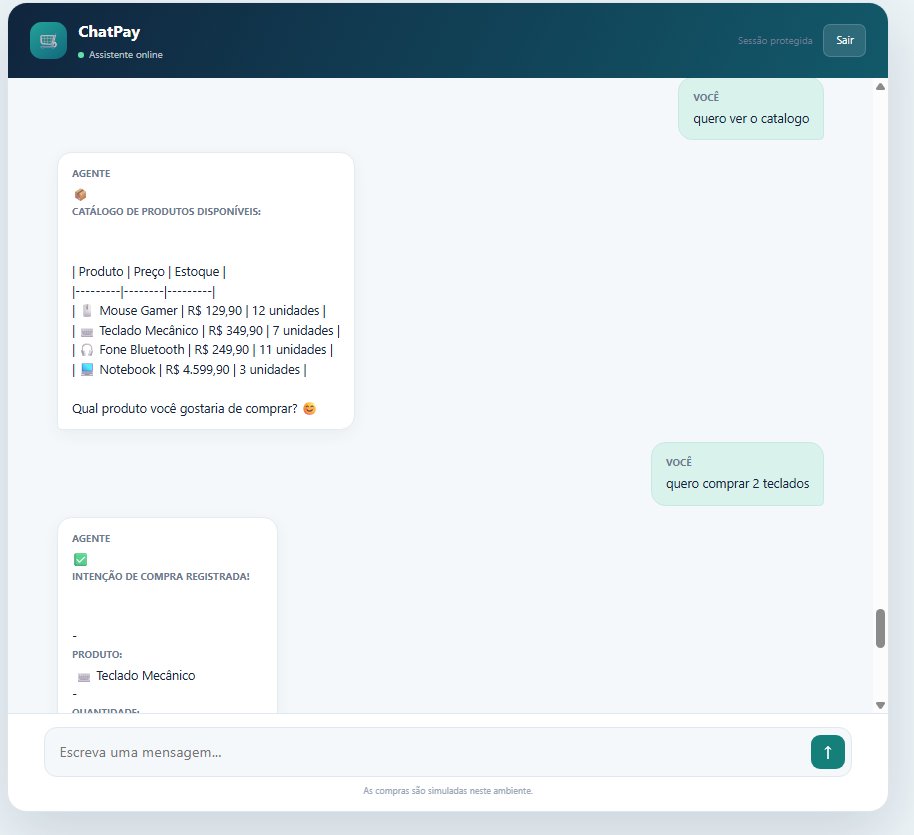 ChatPay
Assistente online
Sessão protegida
Sair
VOCÊ
quero ver o catalogo
AGENTE
📦
CATÁLOGO DE PRODUTOS DISPONÍVEIS:
| Produto | Preço | Estoque |
|---------|--------|---------|
| 🖱️ Mouse Gamer | R$ 129,90 | 12 unidades |
| ⌨️ Teclado Mecânico | R$ 349,90 | 7 unidades |
| 🎧 Fone Bluetooth | R$ 249,90 | 11 unidades |
| 💻 Notebook | R$ 4.599,90 | 3 unidades |
Qual produto você gostaria de comprar? 😊
VOCÊ
quero comprar 2 teclados
AGENTE
✅
INTENÇÃO DE COMPRA REGISTRADA!
-
PRODUTO:
⌨️ Teclado Mecânico
-
QUANTIDADE:
Escreva uma mensagem...
As compras são simuladas neste ambiente.